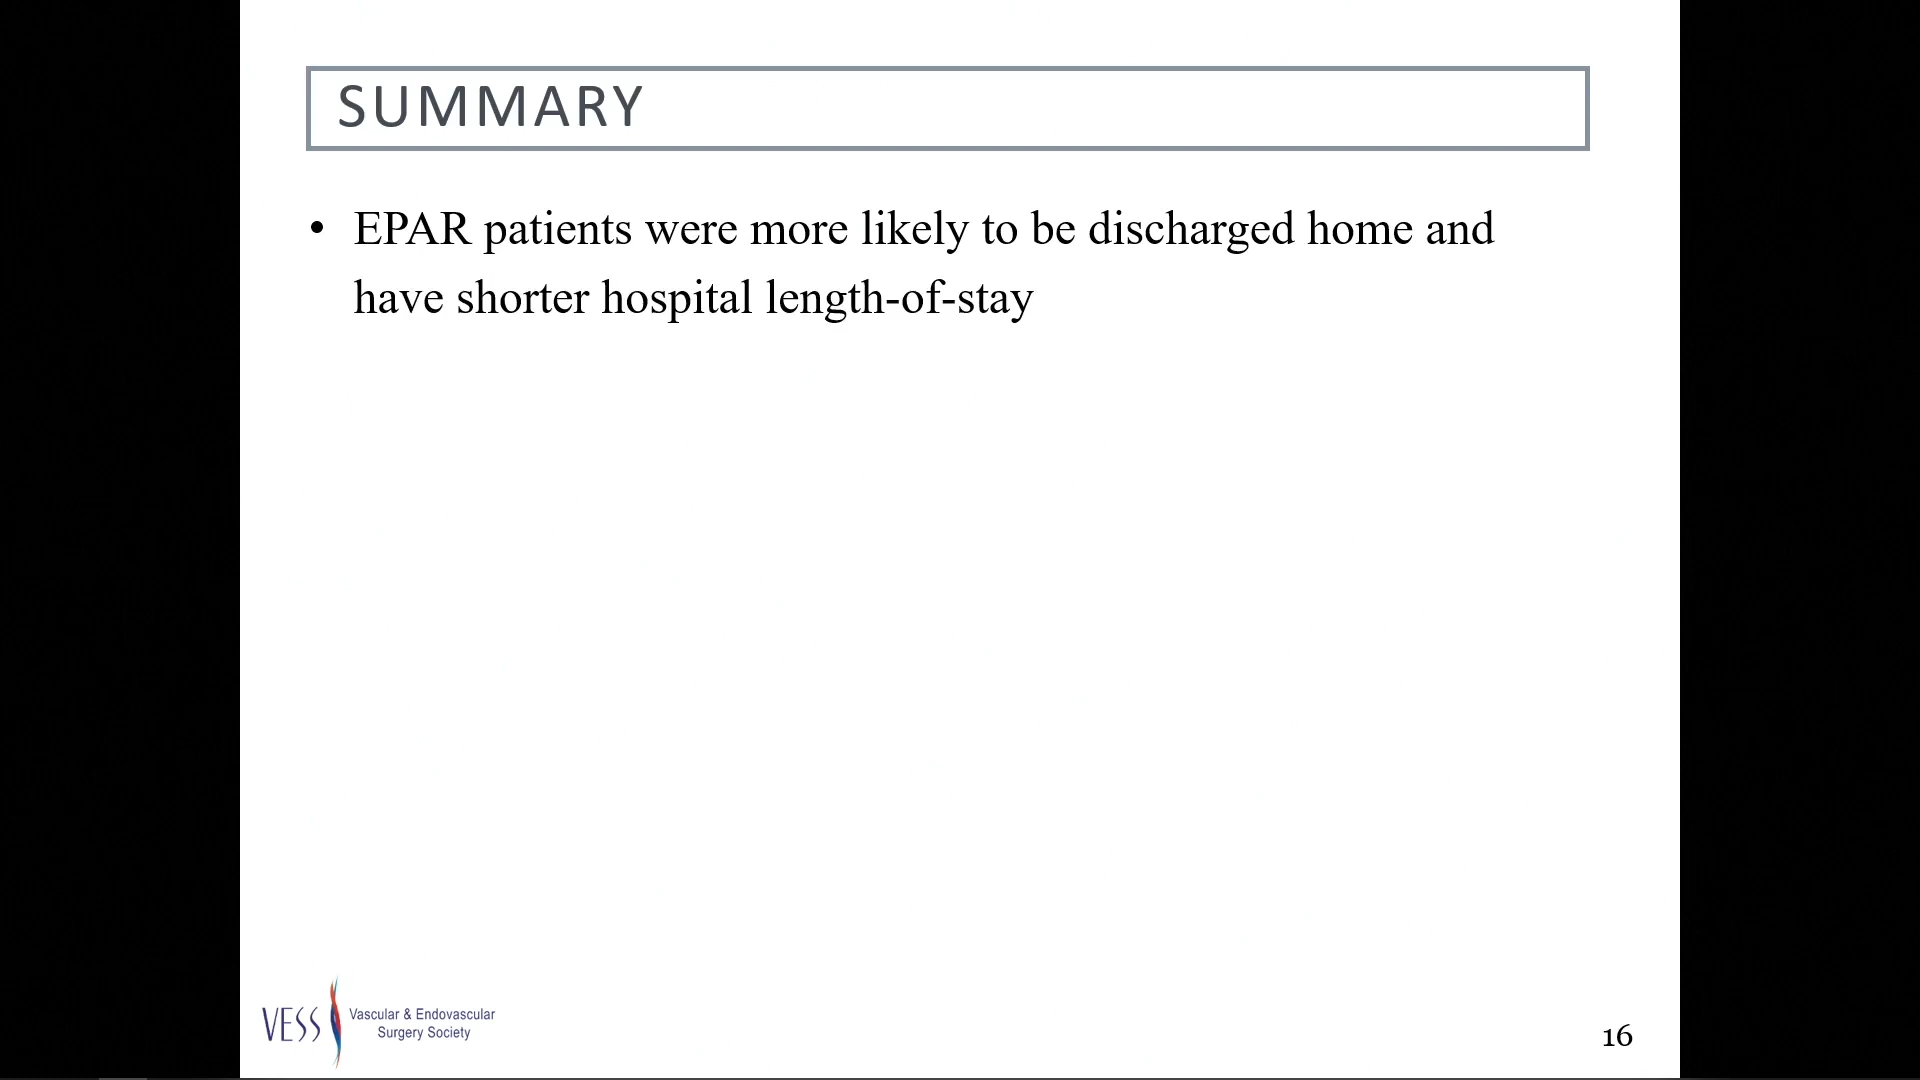 SUMMARY
• EPAR patients were more likely to be discharged home and
have shorter hospital length-of-stay
VESS
Vascular & Endovascular
Surgery Society
16